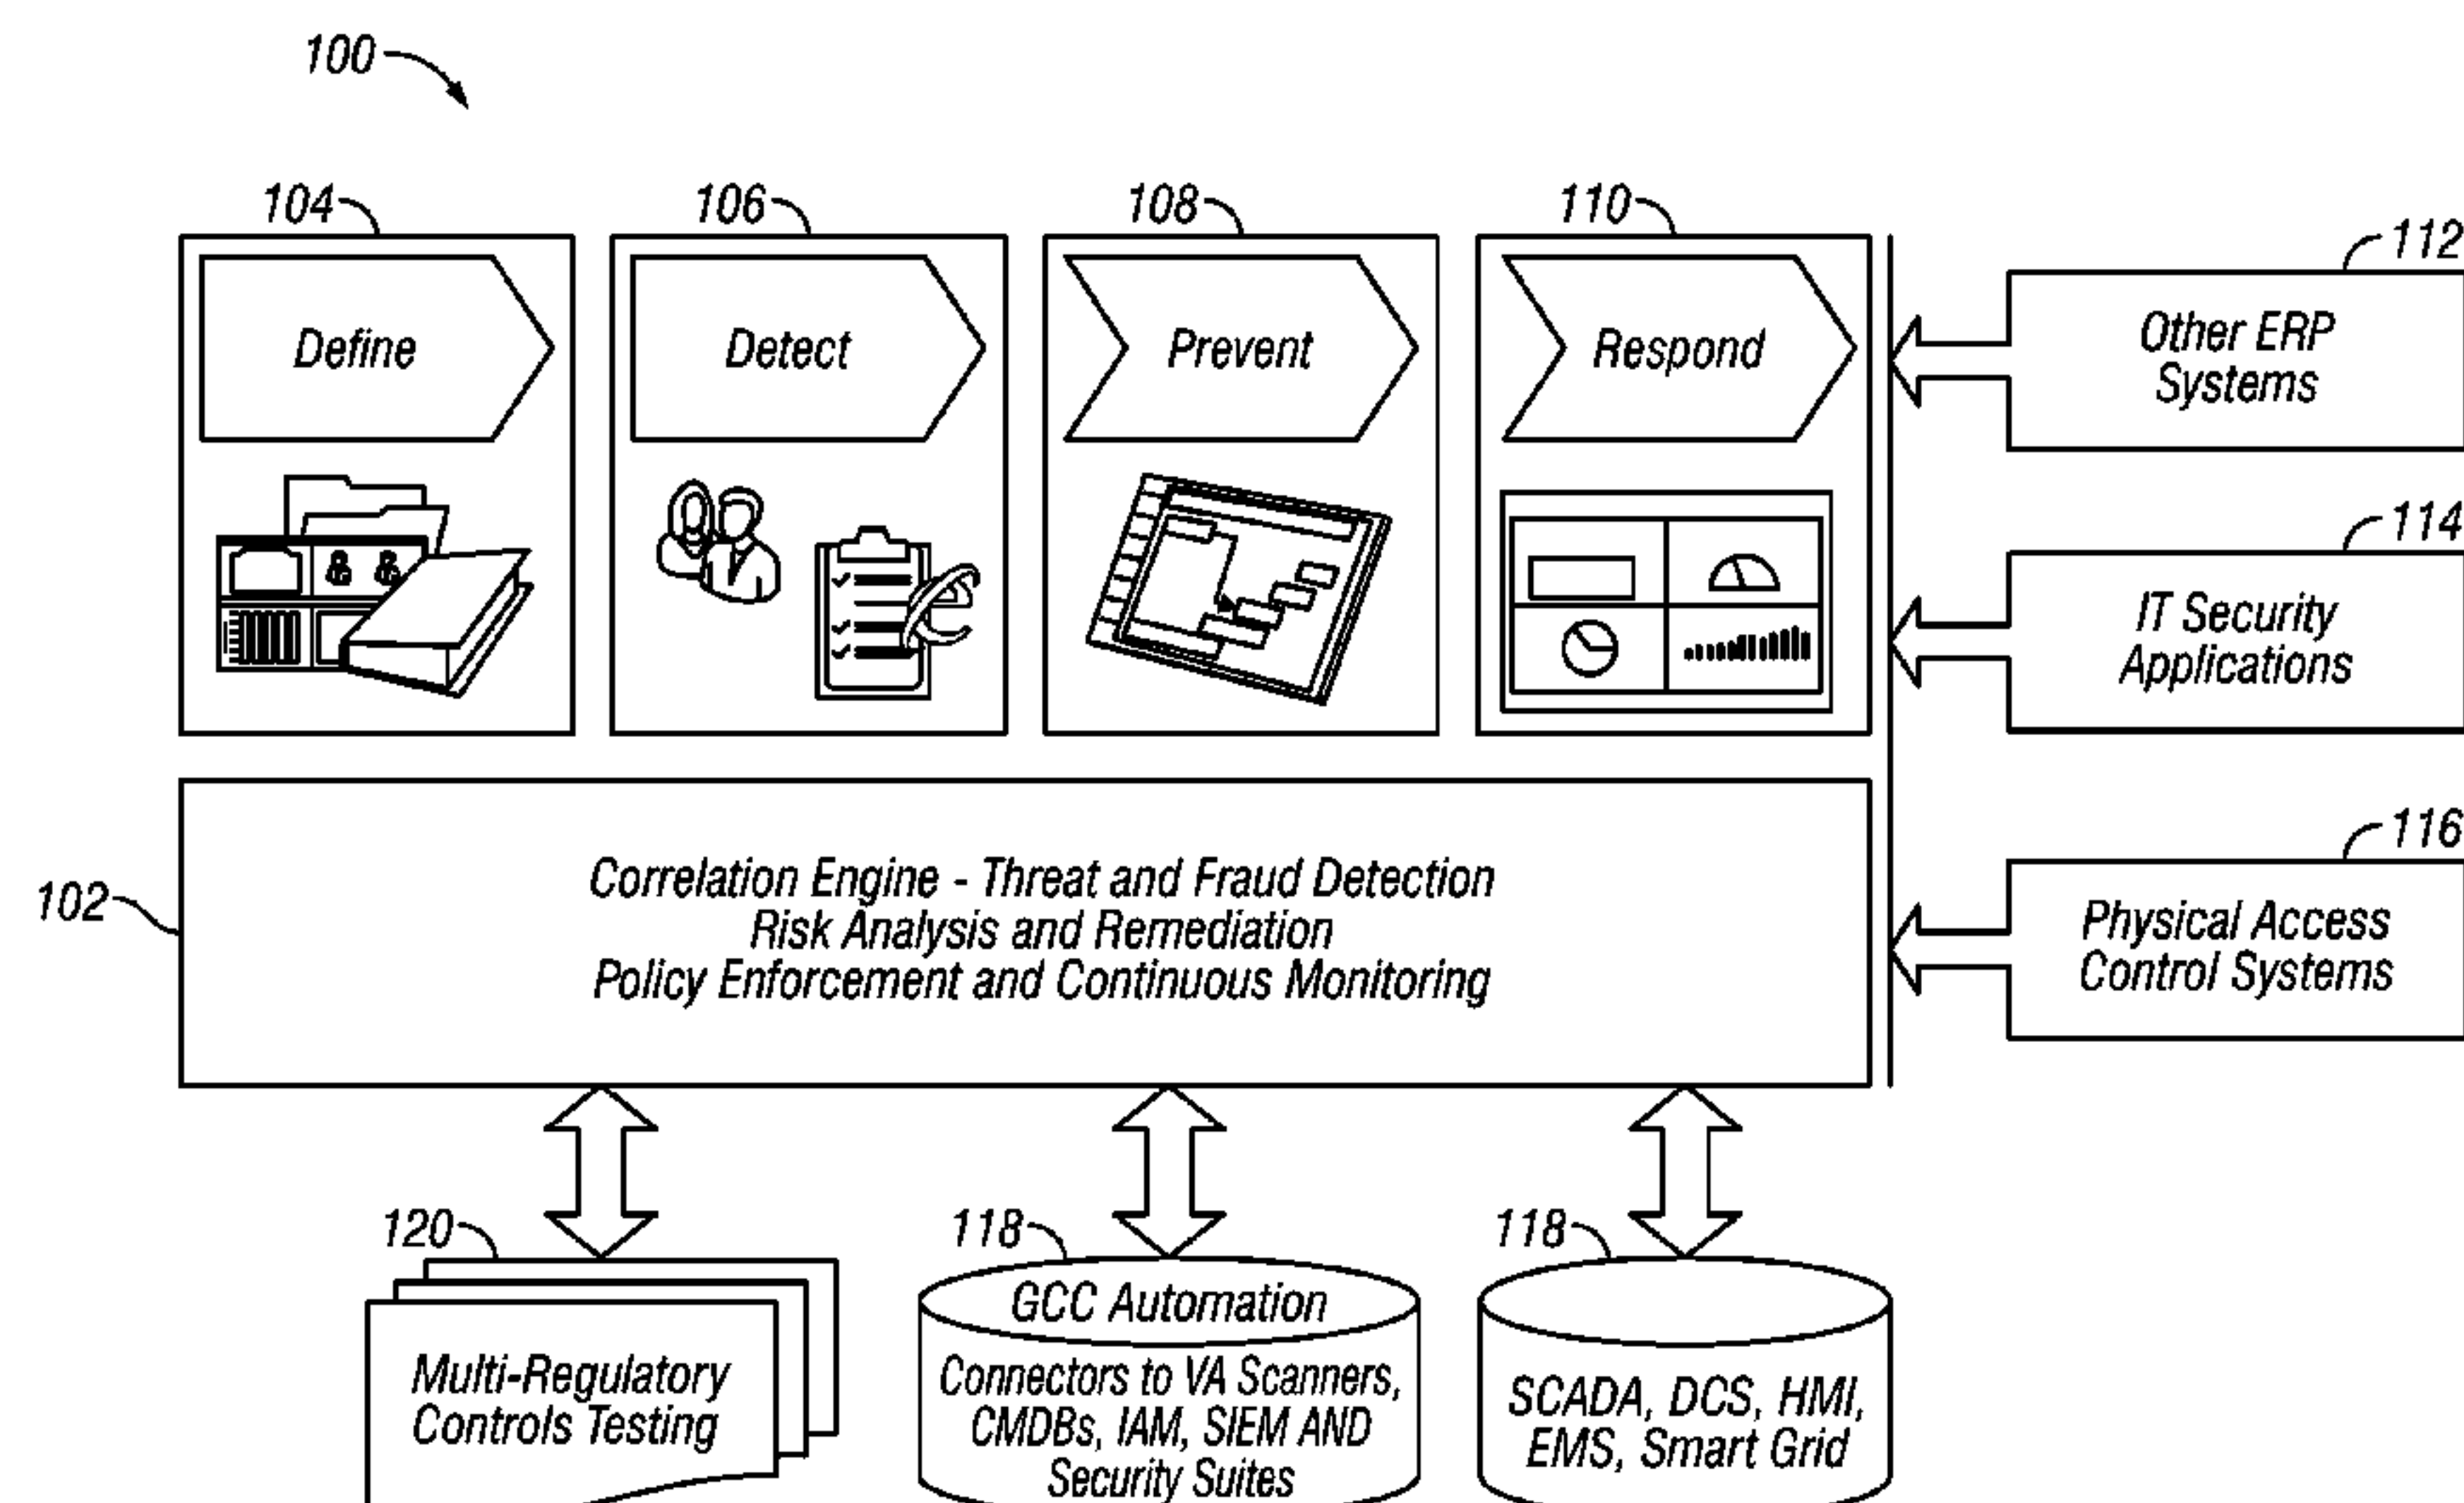 100
104
106
108
110
112
Define
Detect
Prevent
Respond
Other ERP
Systems
114
IT Security
Applications
102
Correlation Engine - Threat and Fraud Detection
Risk Analysis and Remediation
Policy Enforcement and Continuous Monitoring
116
Physical Access
Control Systems
120
Multi-Regulatory
Controls Testing
118
GCC Automation
Connectors to VA Scanners,
CMDBs, IAM, SIEM AND
Security Suites
118
SCADA, DCS, HMI,
EMS, Smart Grid